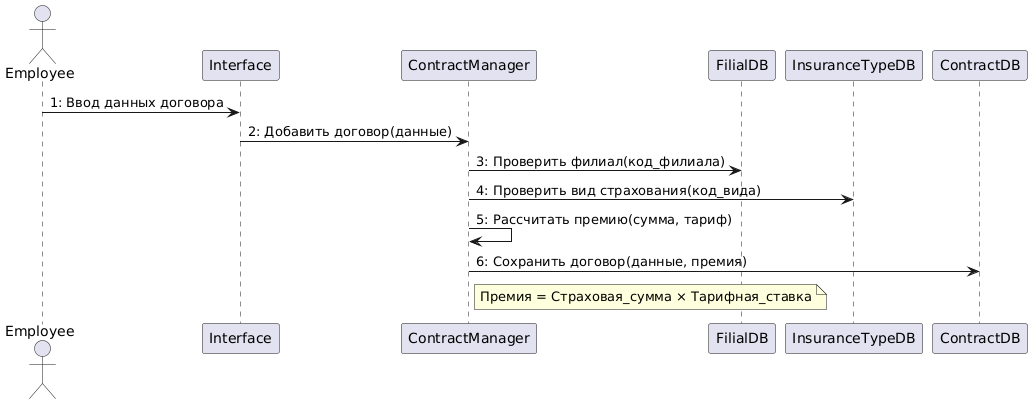 Employee
Interface
ContractManager
FilialDB
InsuranceTypeDB
ContractDB
1: Ввод данных договора
2: Добавить договор(данные)
3: Проверить филиал(код_филиала)
4: Проверить вид страхования(код_вида)
5: Рассчитать премию(сумма, тариф)
6: Сохранить договор(данные, премия)
Премия = Страховая_сумма × Тарифная_ставка
Employee
Interface
ContractManager
FilialDB
InsuranceTypeDB
ContractDB